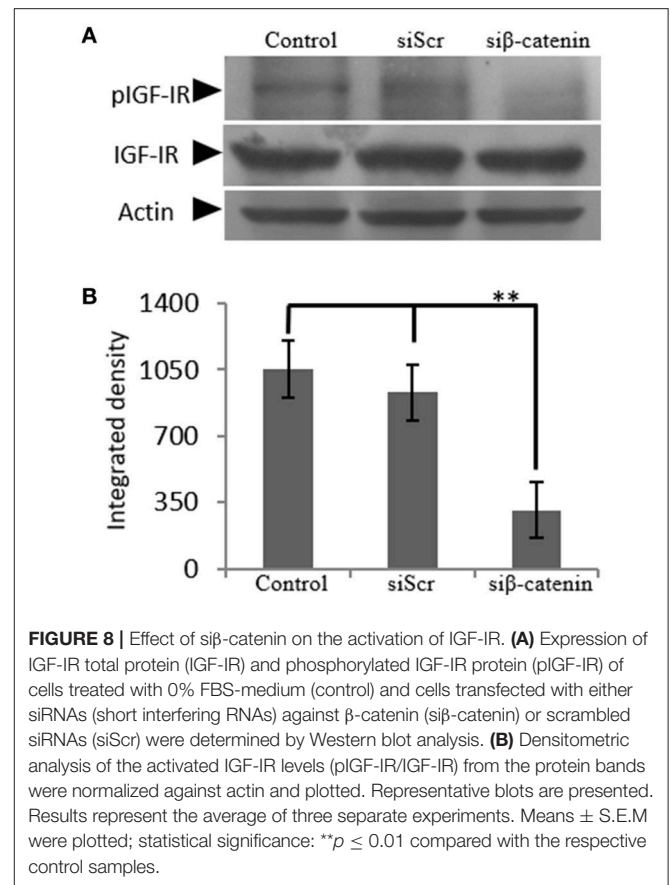 A
Control siScr siβ-catenin
pIGF-IR
IGF-IR
Actin
B
**
1400
1050
700
350
0
Integrated density
Control siScr siβ-catenin
FIGURE 8 | Effect of siβ-catenin on the activation of IGF-IR. (A) Expression of
IGF-IR total protein (IGF-IR) and phosphorylated IGF-IR protein (pIGF-IR) of
cells treated with 0% FBS-medium (control) and cells transfected with either
siRNAs (short interfering RNAs) against β-catenin (siβ-catenin) or scrambled
siRNAs (siScr) were determined by Western blot analysis. (B) Densitometric
analysis of the activated IGF-IR levels (pIGF-IR/IGF-IR) from the protein bands
were normalized against actin and plotted. Representative blots are presented.
Results represent the average of three separate experiments. Means ± S.E.M
were plotted; statistical significance: **p ≤ 0.01 compared with the respective
control samples.